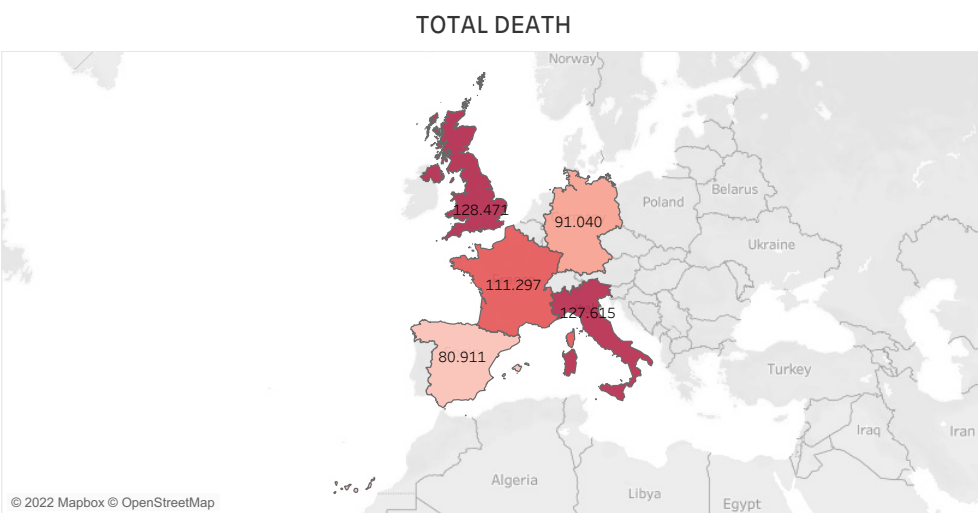 TOTAL DEATH
Norway
Belarus
Poland
128.471
91.040
Ukraine
111.297
127.615
80.911
Turkey
Iraq
Iran
Algeria
Libya
Egypt
© 2022 Mapbox © OpenStreetMap